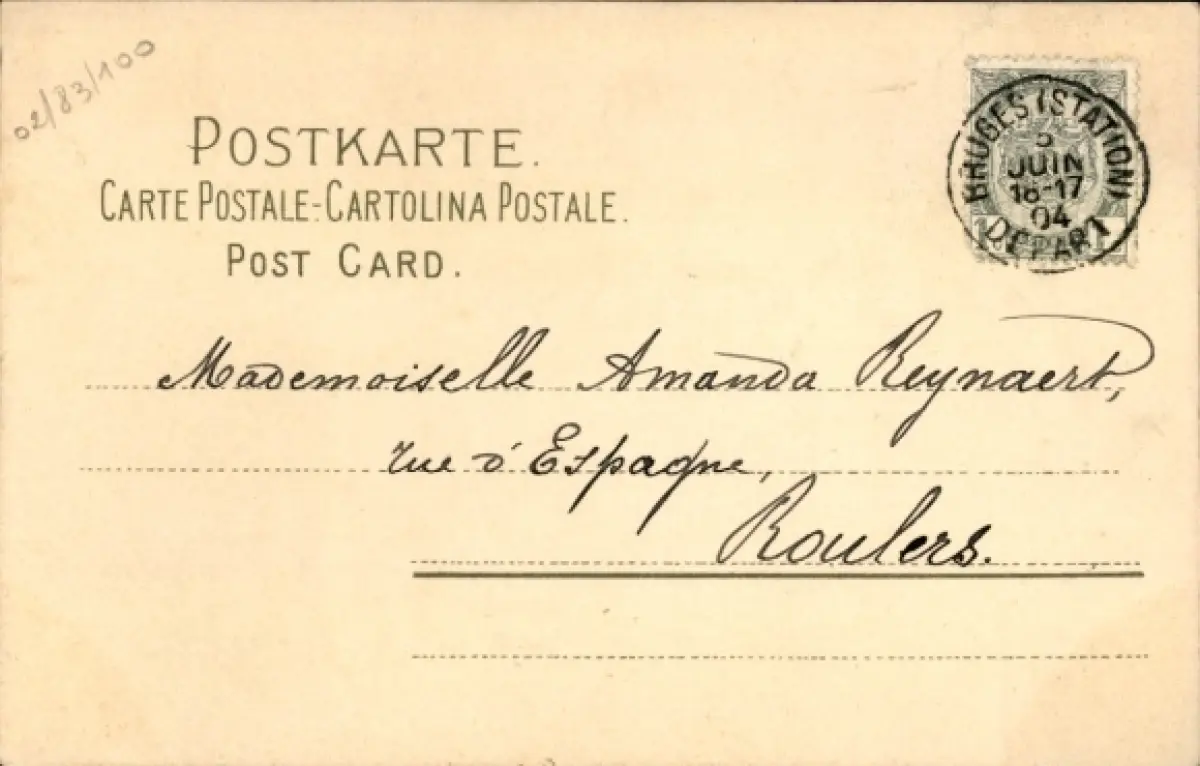 02/83/100
POSTKARTE.
CARTE POSTALE-CARTOLINA POSTALE.
POST CARD.
BRUGES (STATION)
5
JUIN
16-17
04
DEPART
Mademoiselle Amanda Reynaert,
rue d'Espagne,
Roulers.